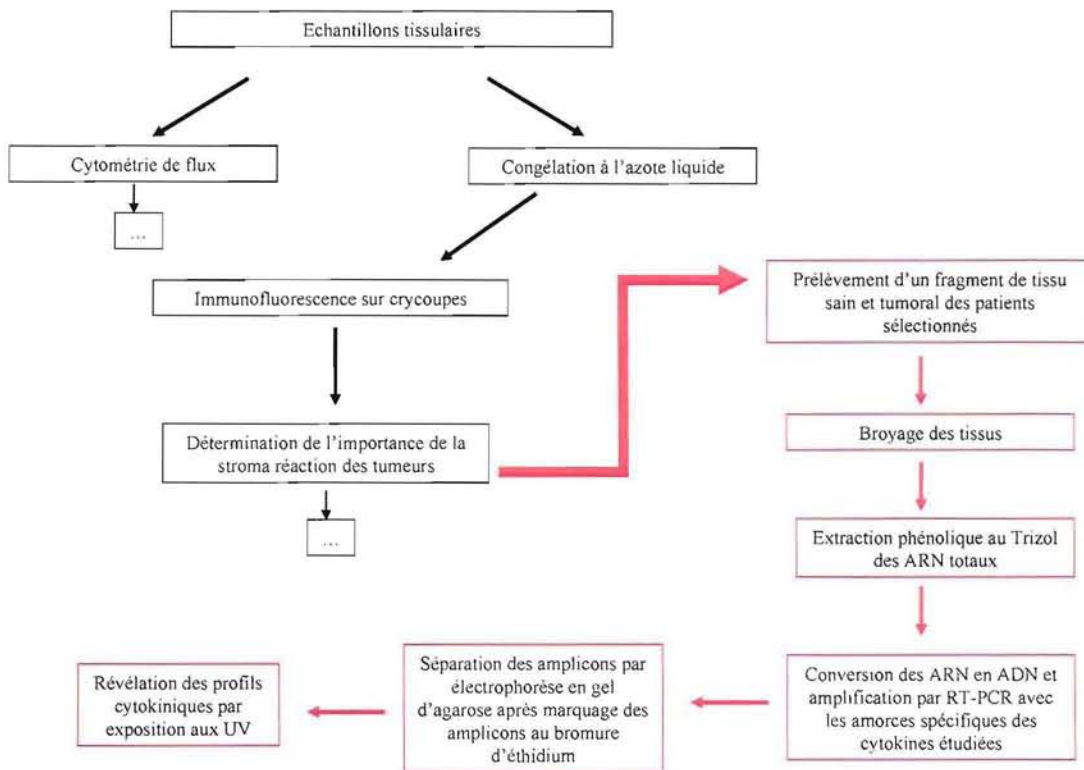 Echantillons tissulaires
Cytométrie de flux
...
Congélation à l'azote liquide
Immunofluorescence sur crycoupes
Détermination de l'importance de la
stroma réaction des tumeurs
...
Prélèvement d'un fragment de tissu
sain et tumoral des patients
sélectionnés
Broyage des tissus
Extraction phénolique au Trizol
des ARN totaux
Conversion des ARN en ADN et
amplification par RT-PCR avec
les amorces spécifiques des
cytokines étudiées
Séparation des amplicons par
électrophorèse en gel
d'agarose après marquage des
amplicons au bromure
d'éthidium
Révélation des profils
cytokiniques par
exposition aux UV